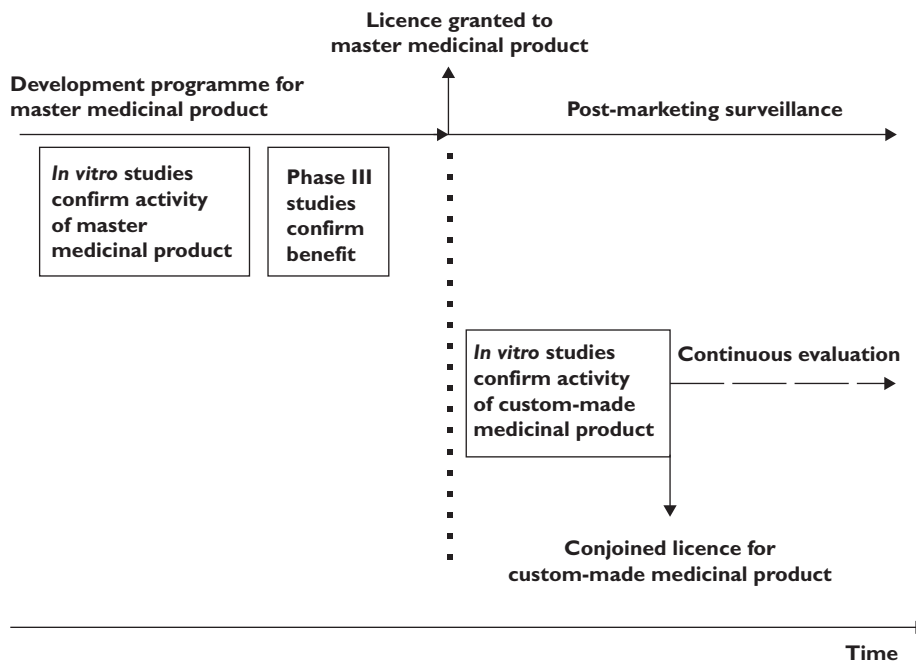 Licence granted to
master medicinal product
Development programme for
master medicinal product
Post-marketing surveillance
In vitro studies
confirm activity
of master
medicinal product
Phase III
studies
confirm
benefit
In vitro studies
confirm activity
of custom-made
medicinal product
Continuous evaluation
Conjoined licence for
custom-made medicinal product
Time